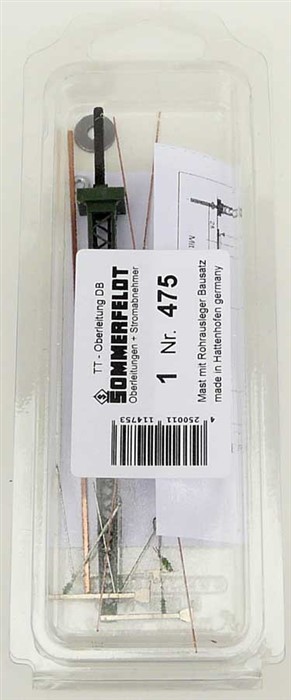 TT - Oberleitung DB
SOMMERFELDT
Oberleitungen + Stromabnehmer
1 Nr. 475
Mast mit Rohrausleger Bausatz
made in Hattenhofen germany
4 250011 114753